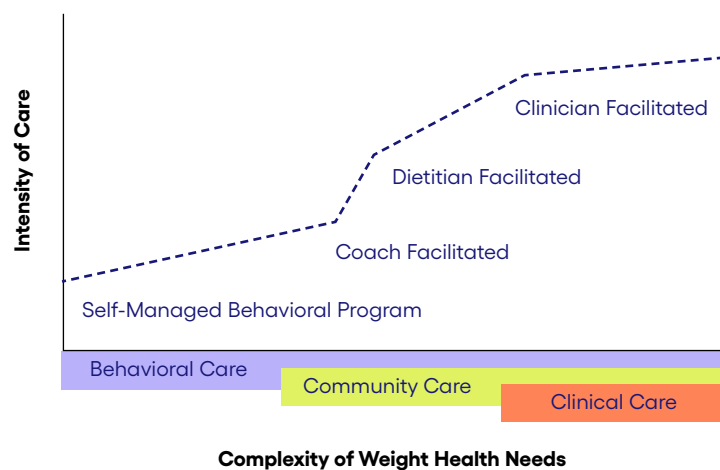 Intensity of Care
Clinician Facilitated
Dietitian Facilitated
Coach Facilitated
Self-Managed Behavioral Program
Behavioral Care
Community Care
Clinical Care
Complexity of Weight Health Needs